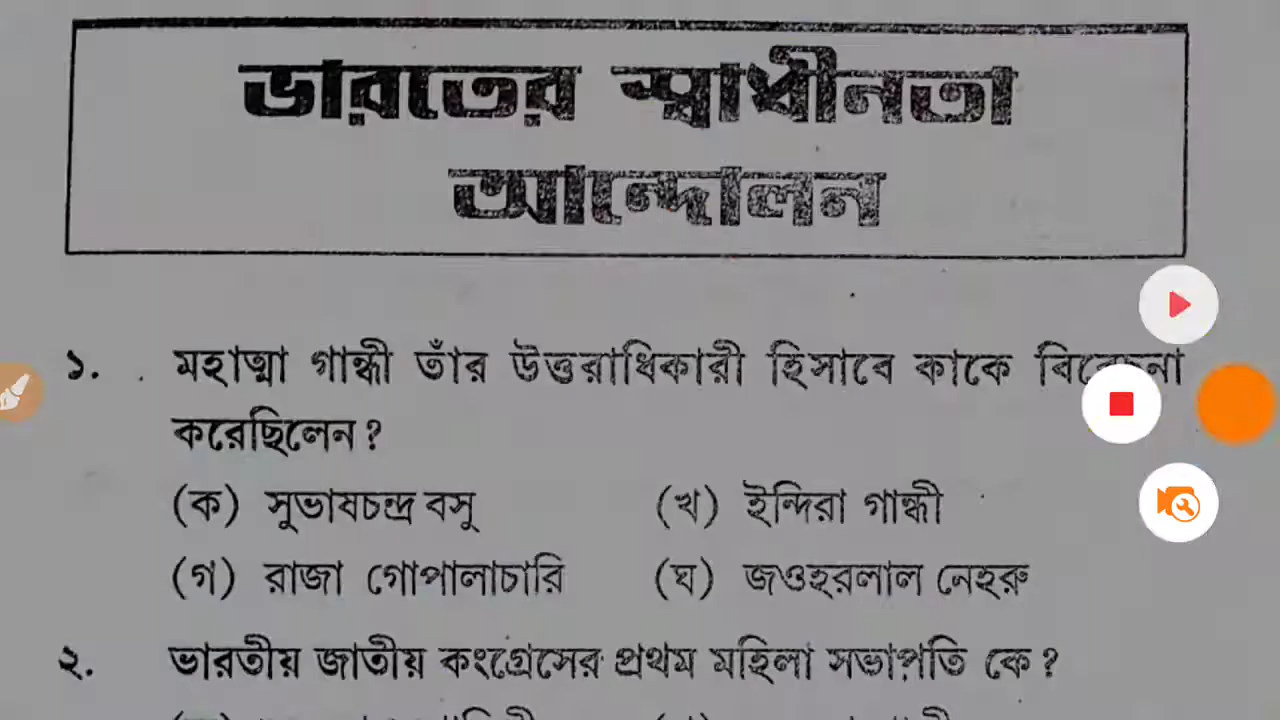 ভারতের স্বাধীনতা
আন্দোলন
১. মহাত্মা গান্ধী তাঁর উত্তরাধিকারী হিসাবে কাকে বিবেচনা
করেছিলেন?
(ক) সুভাষচন্দ্র বসু (খ) ইন্দিরা গান্ধী
(গ) রাজা গোপালাচারি (ঘ) জওহরলাল নেহরু
২. ভারতীয় জাতীয় কংগ্রেসের প্রথম মহিলা সভাপতি কে?